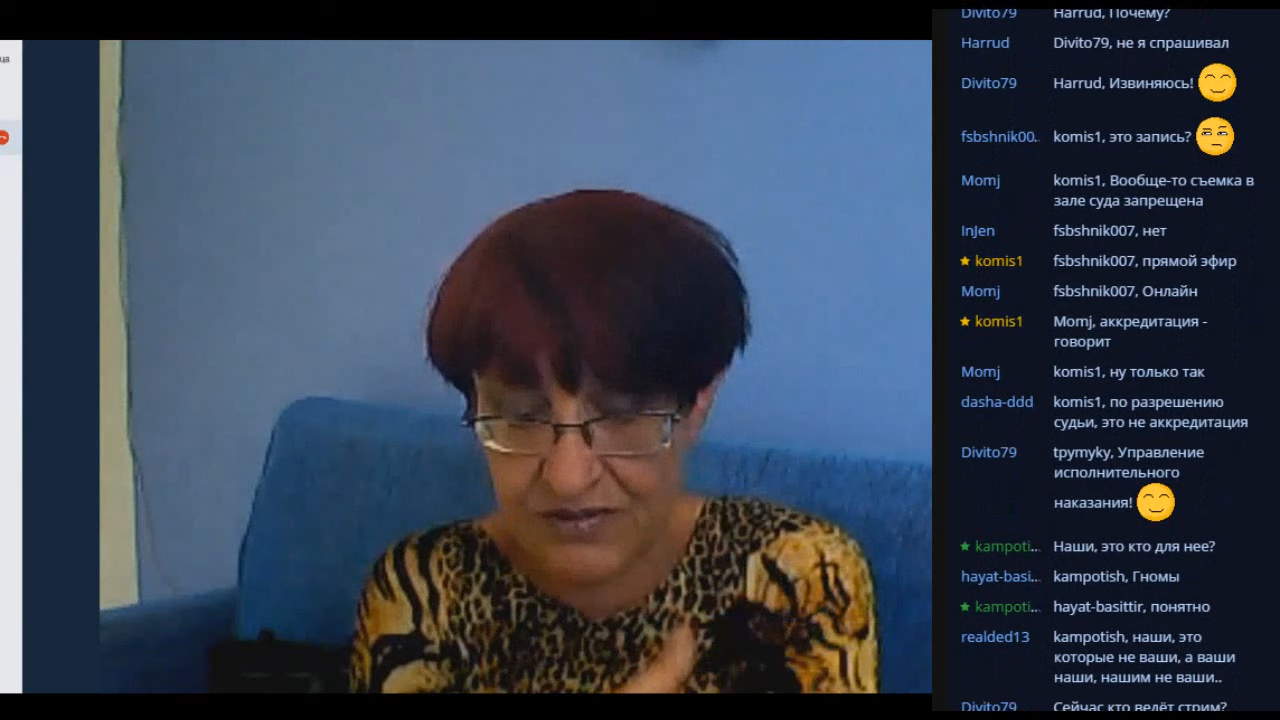 ца
Divito79 Harrud, Почему?
Harrud Divito79, не я спрашивал
Divito79 Harrud, Извиняюсь!
fsbshnik00.. komis1, это запись?
Momj komis1, Вообще-то съемка в
зале суда запрещена
InJen fsbshnik007, нет
komis1 fsbshnik007, прямой эфир
Momj fsbshnik007, Онлайн
komis1 Momj, аккредитация -
говорит
Momj komis1, ну только так
dasha-ddd komis1, по разрешению
судьи, это не аккредитация
Divito79 tpymyky, Управление
исполнительного
наказания!
kampoti... Наши, это кто для нее?
hayat-basi... kampotish, Гномы
kampoti... hayat-basittir, понятно
realded13 kampotish, наши, это
которые не ваши, а ваши
наши, нашим не ваши..
Divito79 Сейчас кто ведёт стрим?